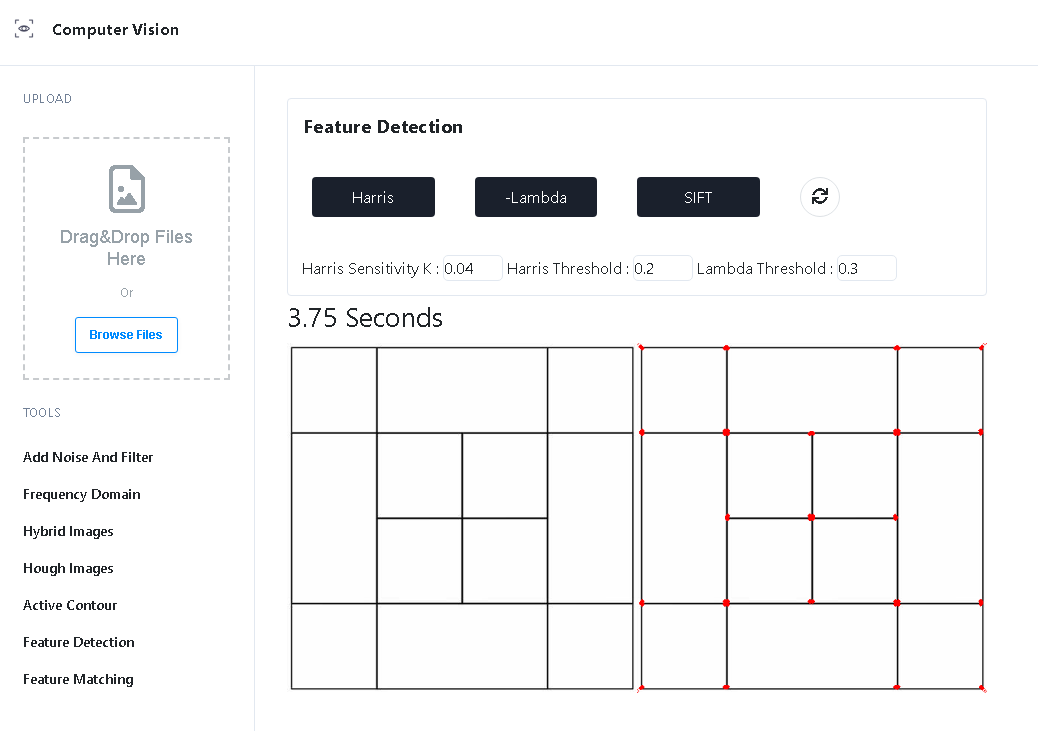 Computer Vision
UPLOAD
Drag&Drop Files
Here
Or
Browse Files
TOOLS
Add Noise And Filter
Frequency Domain
Hybrid Images
Hough Images
Active Contour
Feature Detection
Feature Matching
Feature Detection
Harris
-Lambda
SIFT
Harris Sensitivity K : 0.04 Harris Threshold : 0.2 Lambda Threshold : 0.3
3.75 Seconds